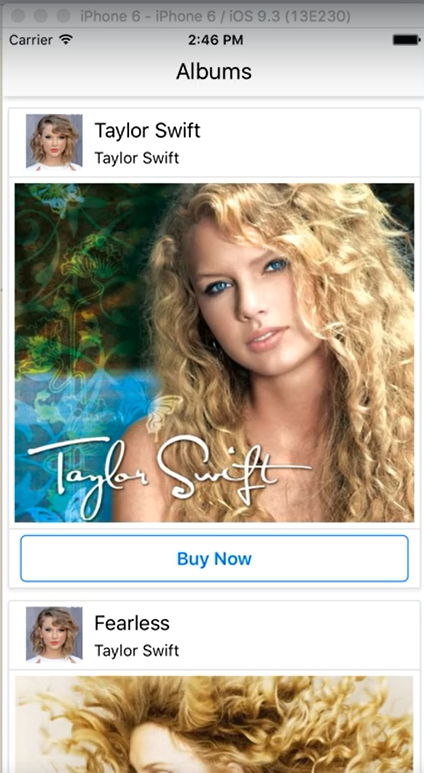 iPhone 6 - iPhone 6 / iOS 9.3 (13E230)
Carrier 2:46 PM
Albums
Taylor Swift
Taylor Swift
Taylor Swift
Buy Now
Fearless
Taylor Swift